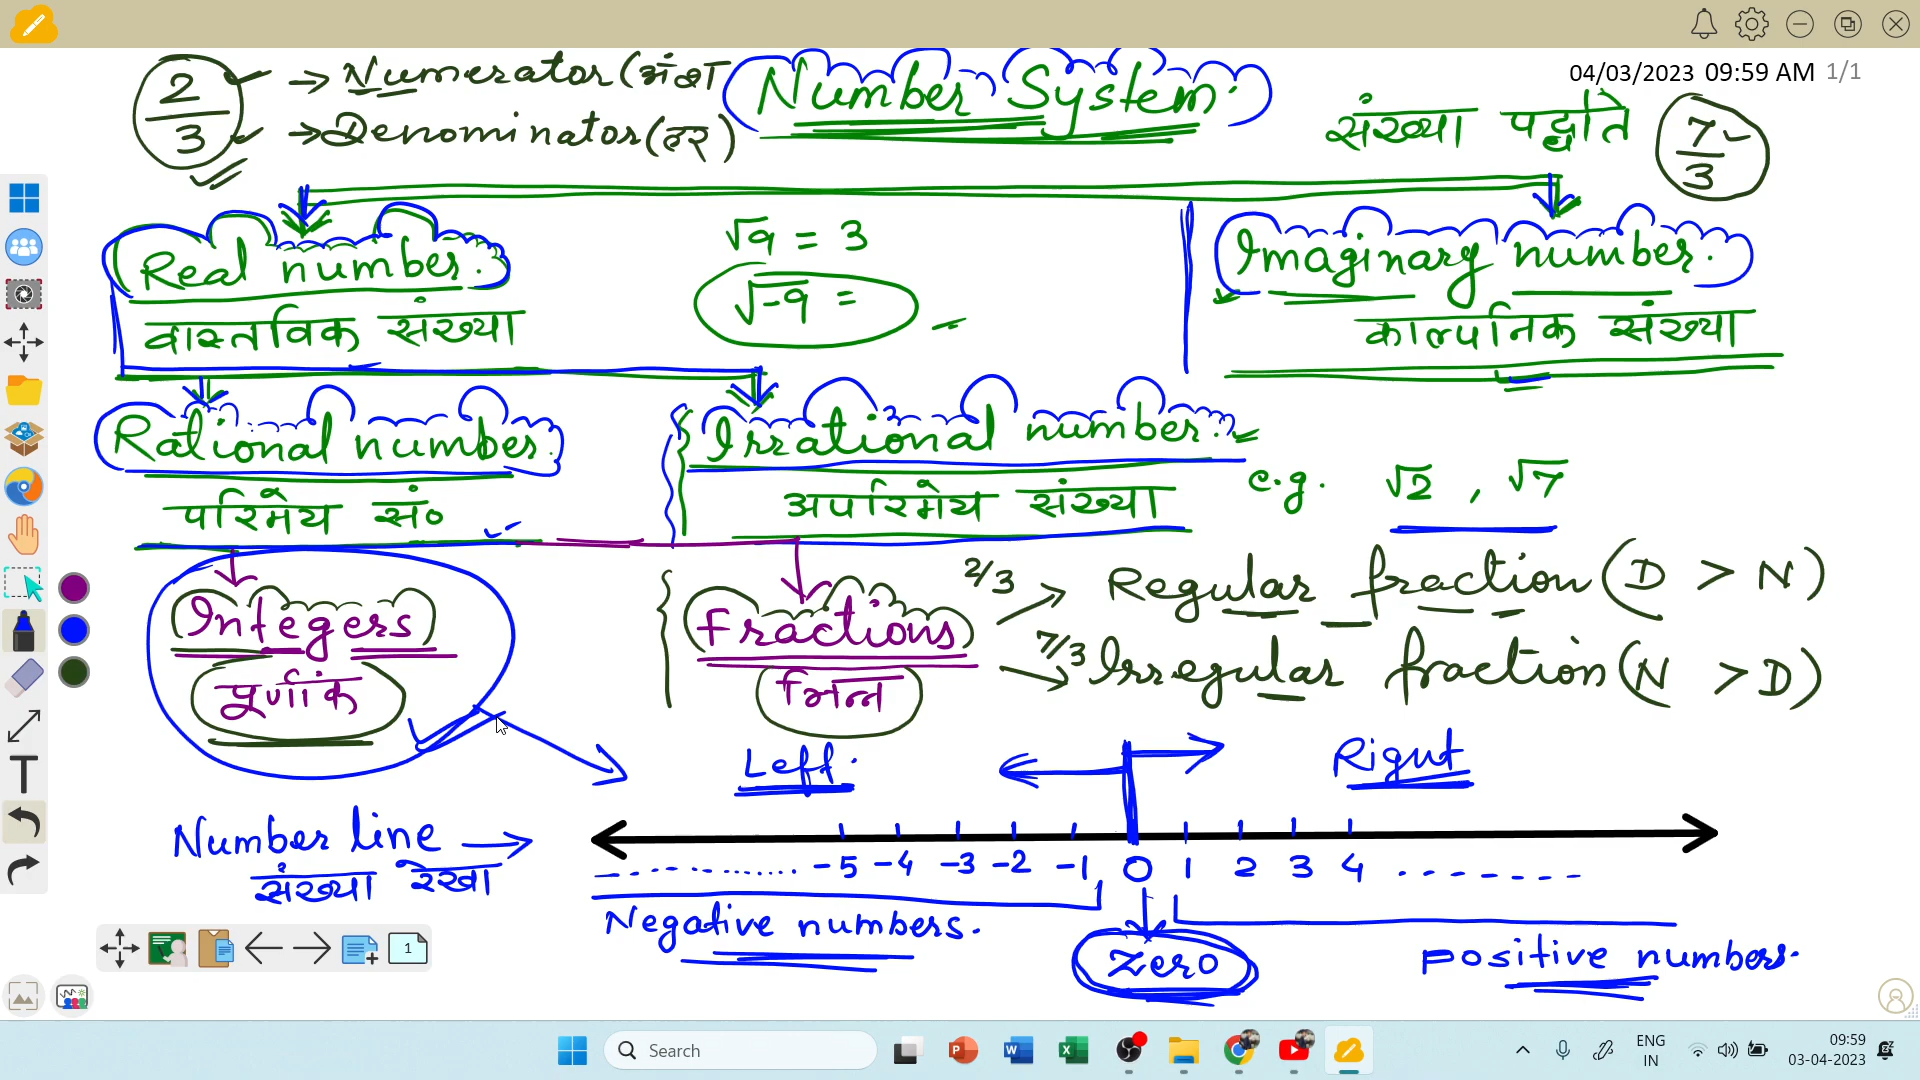 04/03/2023 09:59 AM 1/1
2/3 → Numerator (अंश
→ Denominator (हर)
Number System.
संख्या पद्धति
7/3
Real number.
वास्तविक संख्या
√9 = 3
√-9 =
Imaginary number.
काल्पनिक संख्या
Rational number.
परिमेय सं०
Irrational number.
अपरिमेय संख्या
e.g. √2 , √7
Integers
पूर्णांक
Fractions
भिन्न
2/3 → Regular fraction (D > N)
7/3 → Irregular fraction (N > D)
Left.
Right
Number line →
संख्या रेखा
-5 -4 -3 -2 -1 0 1 2 3 4
Negative numbers.
Zero
positive numbers.
1
Search
ENG
IN
09:59
03-04-2023